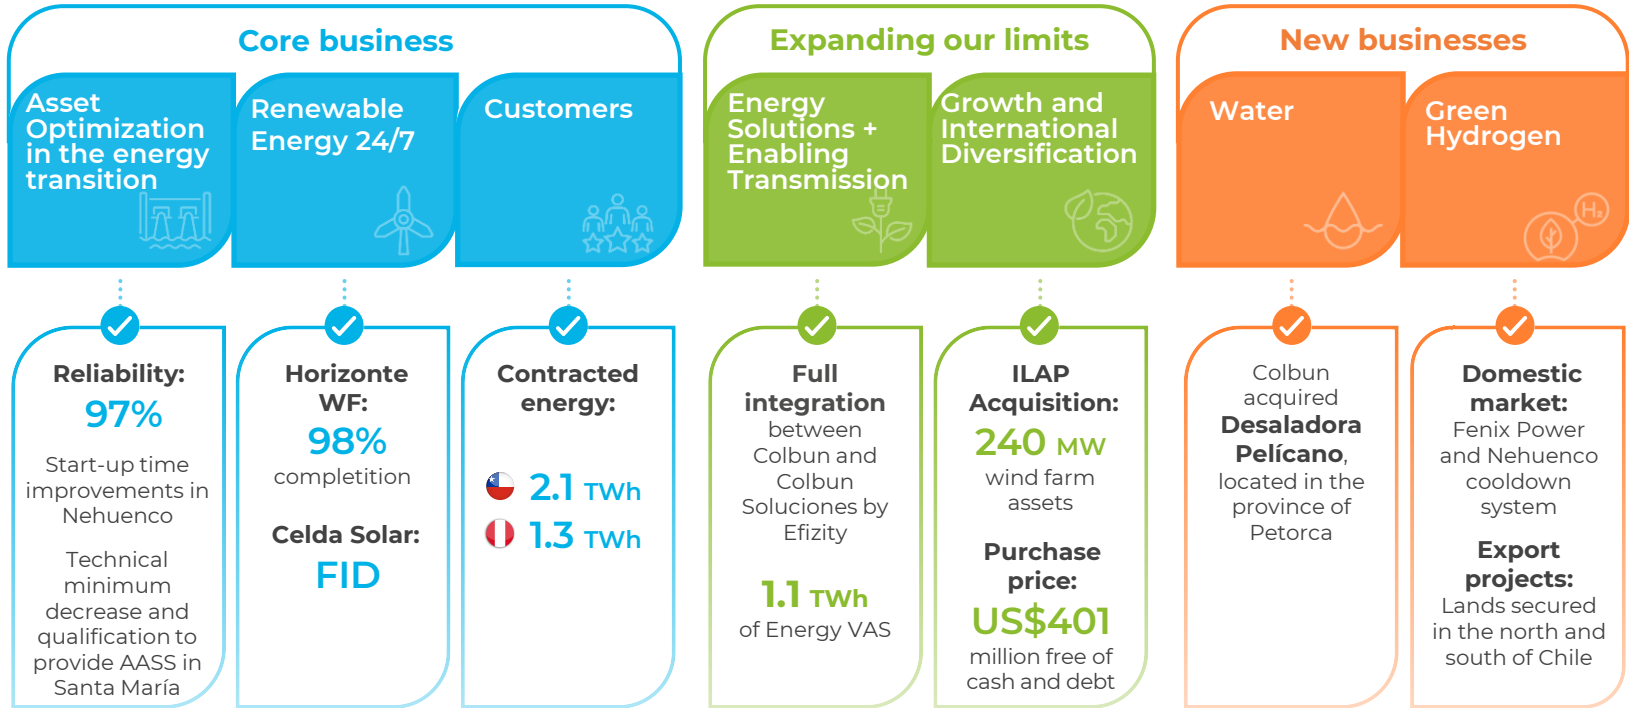 Core business
Asset
Optimization
in the energy
transition
Renewable
Energy 24/7
Customers
Reliability:
97%
Start-up time
improvements in
Nehuenco
Technical
minimum
decrease and
qualification to
provide AASS in
Santa María
Horizonte
WF:
98%
completition
Celda Solar:
FID
Contracted
energy:
2.1 TWh
1.3 TWh
Expanding our limits
Energy
Solutions +
Enabling
Transmission
Growth and
International
Diversification
Full
integration
between
Colbun and
Colbun
Soluciones by
Efizity
1.1 TWh
of Energy VAS
ILAP
Acquisition:
240 MW
wind farm
assets
Purchase
price:
US$401
million free of
cash and debt
New businesses
Water
Green
Hydrogen
H2
Colbun
acquired
Desaladora
Pelícano,
located in the
province of
Petorca
Domestic
market:
Fenix Power
and Nehuenco
cooldown
system
Export
projects:
Lands secured
in the north and
south of Chile